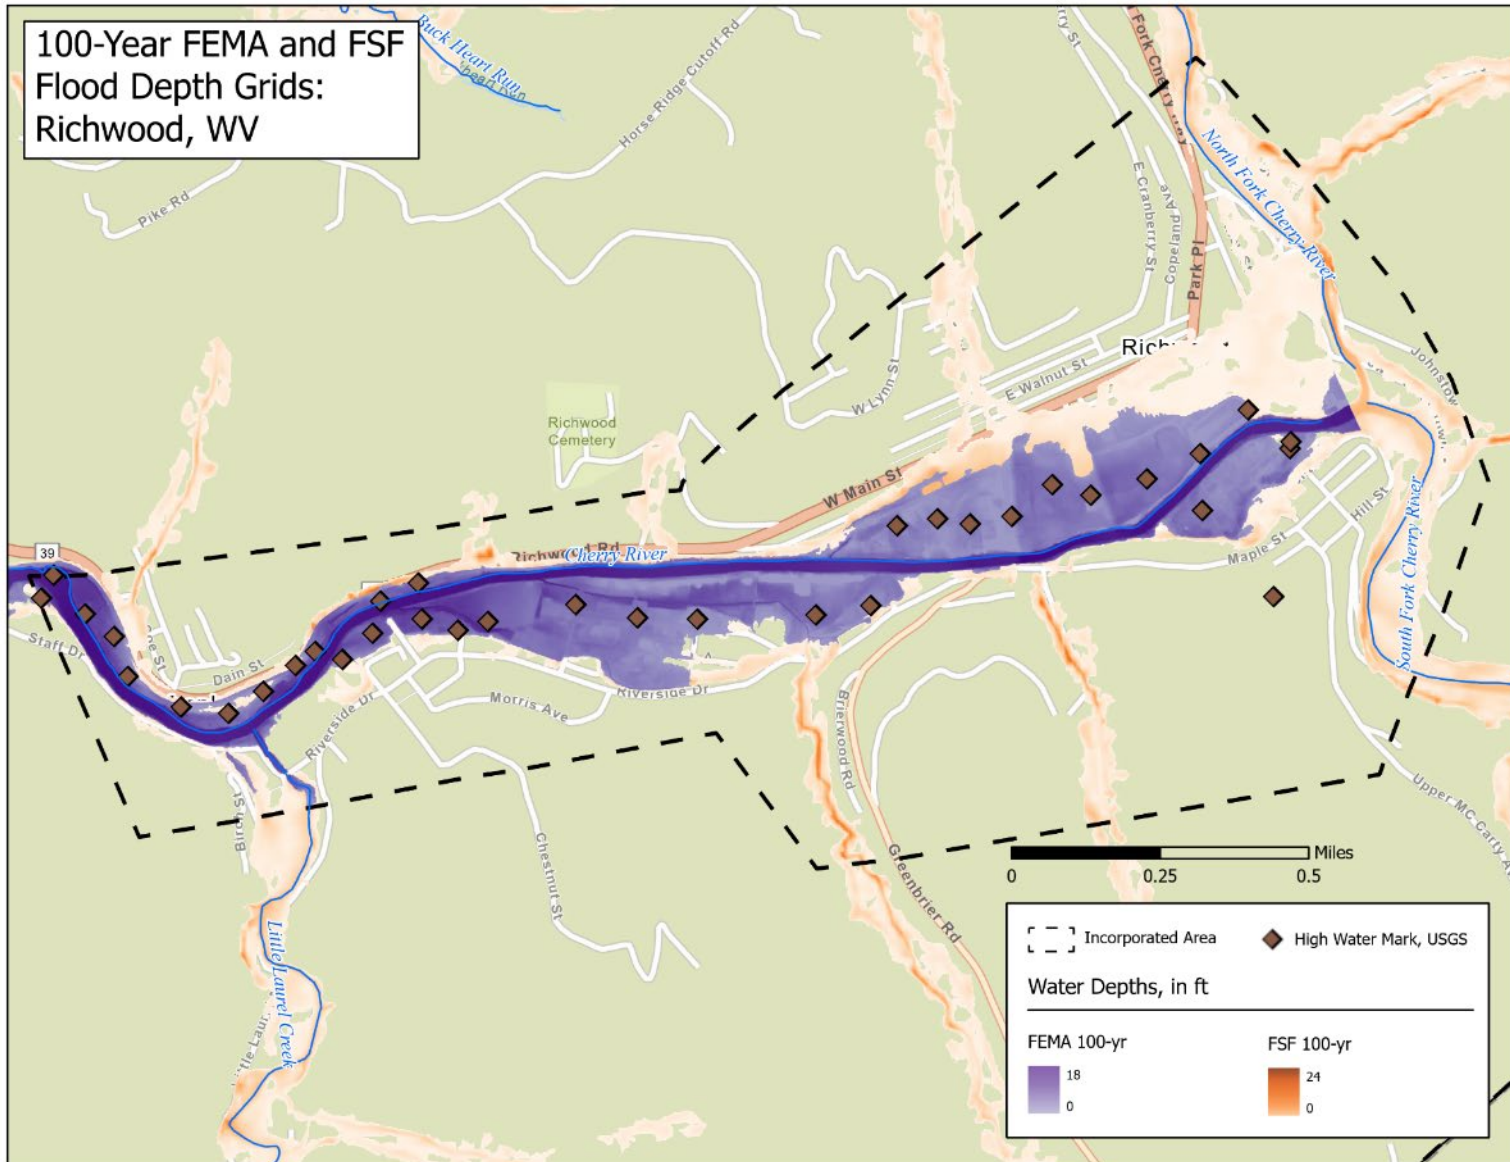 100-Year FEMA and FSF
Flood Depth Grids:
Richwood, WV
Buck Heart Run
Horse Ridge Cutoff Rd
Pike Rd
North Fork Cherry River
E Cranberry St
Copeland Ave
Park Pl
E Walnut St
W Lynn St
Richwood
Cemetery
W Main St
Cherry River
39
Staff Dr
Dain St
Riverside Dr
Morris Ave
Riverside Dr
Maple St
Hill St
South Fork Cherry River
Birch St
Chestnut St
Brierwood Rd
Greenbrier Rd
Upper MC Carty
Little Laurel Creek
Miles
0 0.25 0.5
Incorporated Area
High Water Mark, USGS
Water Depths, in ft
FEMA 100-yr
FSF 100-yr
18
0
24
0